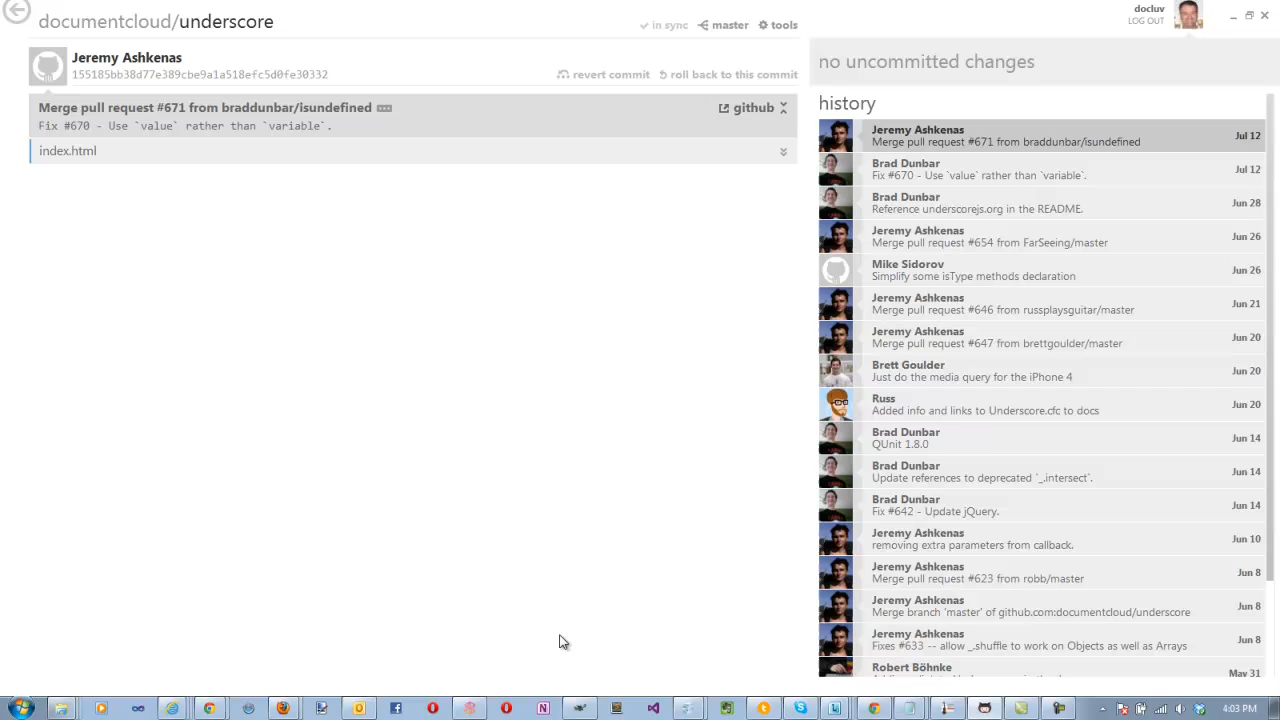 documentcloud/underscore
in sync
master
tools
docluv
LOG OUT
Jeremy Ashkenas
155185bb38d77e389cbe9a1a518efc5d0fe30332
revert commit
roll back to this commit
Merge pull request #671 from braddunbar/isundefined
github
Fix #670 - Use `value` rather than `variable`.
index.html
no uncommitted changes
history
Jeremy Ashkenas
Merge pull request #671 from braddunbar/isundefined
Jul 12
Brad Dunbar
Fix #670 - Use `value` rather than `variable`.
Jul 12
Brad Dunbar
Reference underscorejs.org in the README.
Jun 28
Jeremy Ashkenas
Merge pull request #654 from FarSeeing/master
Jun 26
Mike Sidorov
Simplify some isType methods declaration
Jun 26
Jeremy Ashkenas
Merge pull request #646 from russplaysguitar/master
Jun 21
Jeremy Ashkenas
Merge pull request #647 from brettgoulder/master
Jun 20
Brett Goulder
Just do the media query for the iPhone 4
Jun 20
Russ
Added info and links to Underscore.cfc to docs
Jun 20
Brad Dunbar
QUnit 1.8.0
Jun 14
Brad Dunbar
Update references to deprecated `_.intersect`.
Jun 14
Brad Dunbar
Fix #642 - Update jQuery.
Jun 14
Jeremy Ashkenas
removing extra parameters from callback.
Jun 10
Jeremy Ashkenas
Merge pull request #623 from robb/master
Jun 8
Jeremy Ashkenas
Merge branch 'master' of github.com:documentcloud/underscore
Jun 8
Jeremy Ashkenas
Fixes #633 -- allow _.shuffle to work on Objects as well as Arrays
Jun 8
Robert Böhnke
May 31
4:03 PM